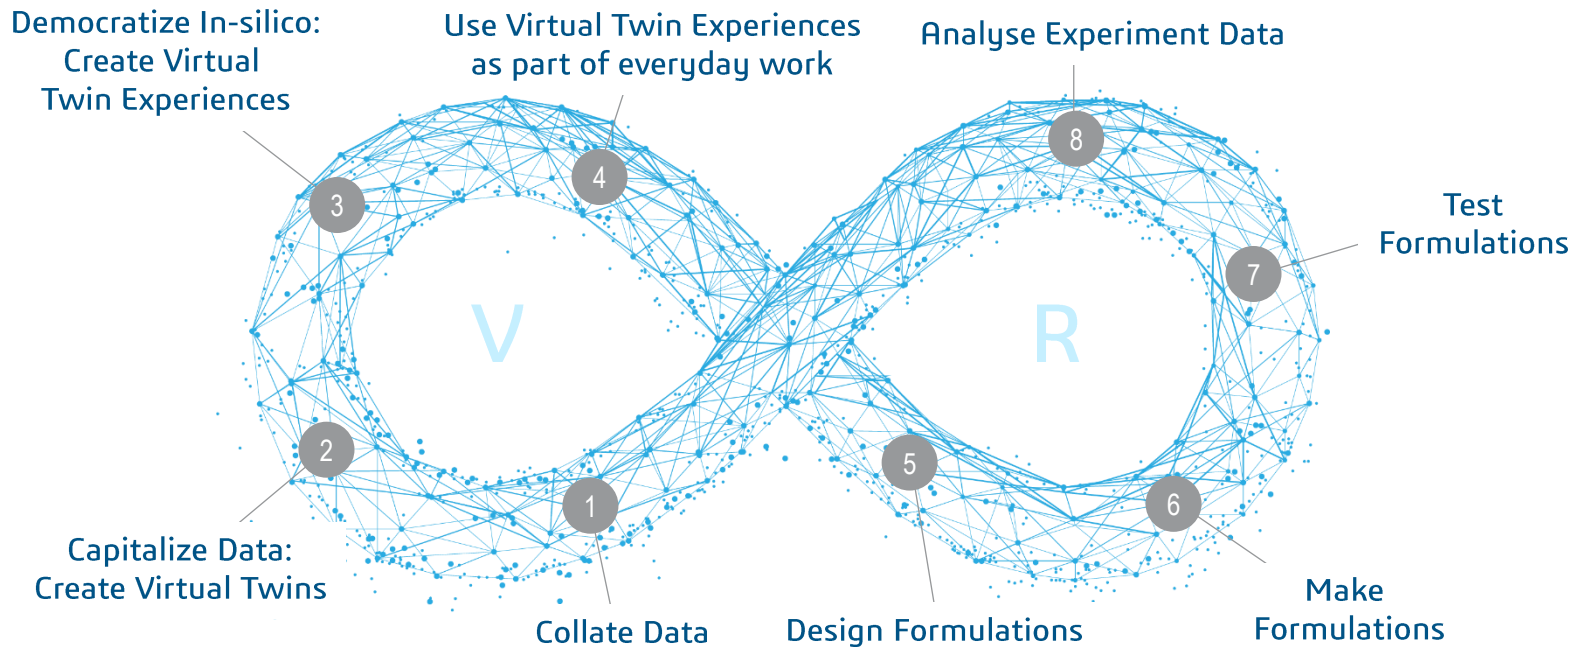 Democratize In-silico:
Create Virtual
Twin Experiences
Use Virtual Twin Experiences
as part of everyday work
Analyse Experiment Data
3
4
8
Test
Formulations
7
V
R
2
1
5
6
Capitalize Data:
Create Virtual Twins
Collate Data
Design Formulations
Make
Formulations